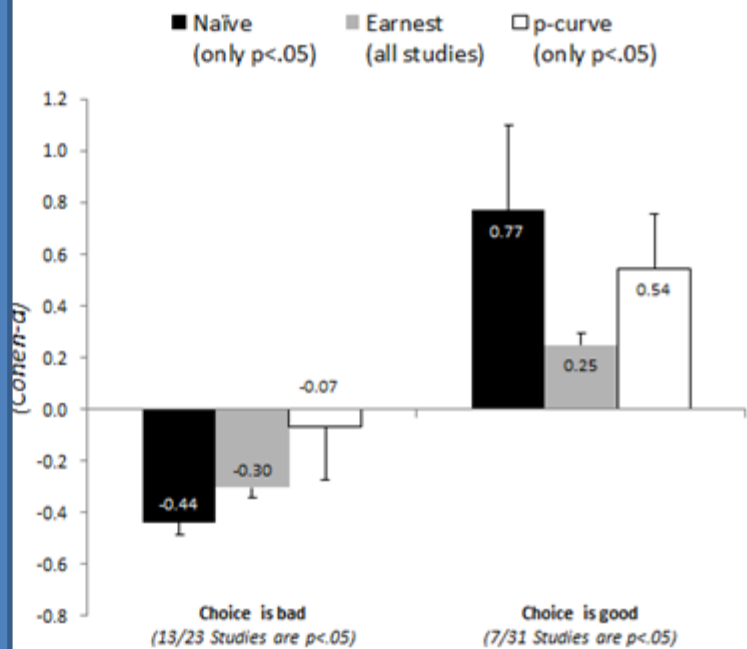 Naïve Earnest p-curve
(only p<.05) (all studies) (only p<.05)
1.2
1.0
0.8
0.6
0.4
0.2
0.0
-0.2
-0.4
-0.6
-0.8
(Cohen-d)
-0.44
-0.30
-0.07
0.77
0.25
0.54
Choice is bad
(13/23 Studies are p<.05)
Choice is good
(7/31 Studies are p<.05)